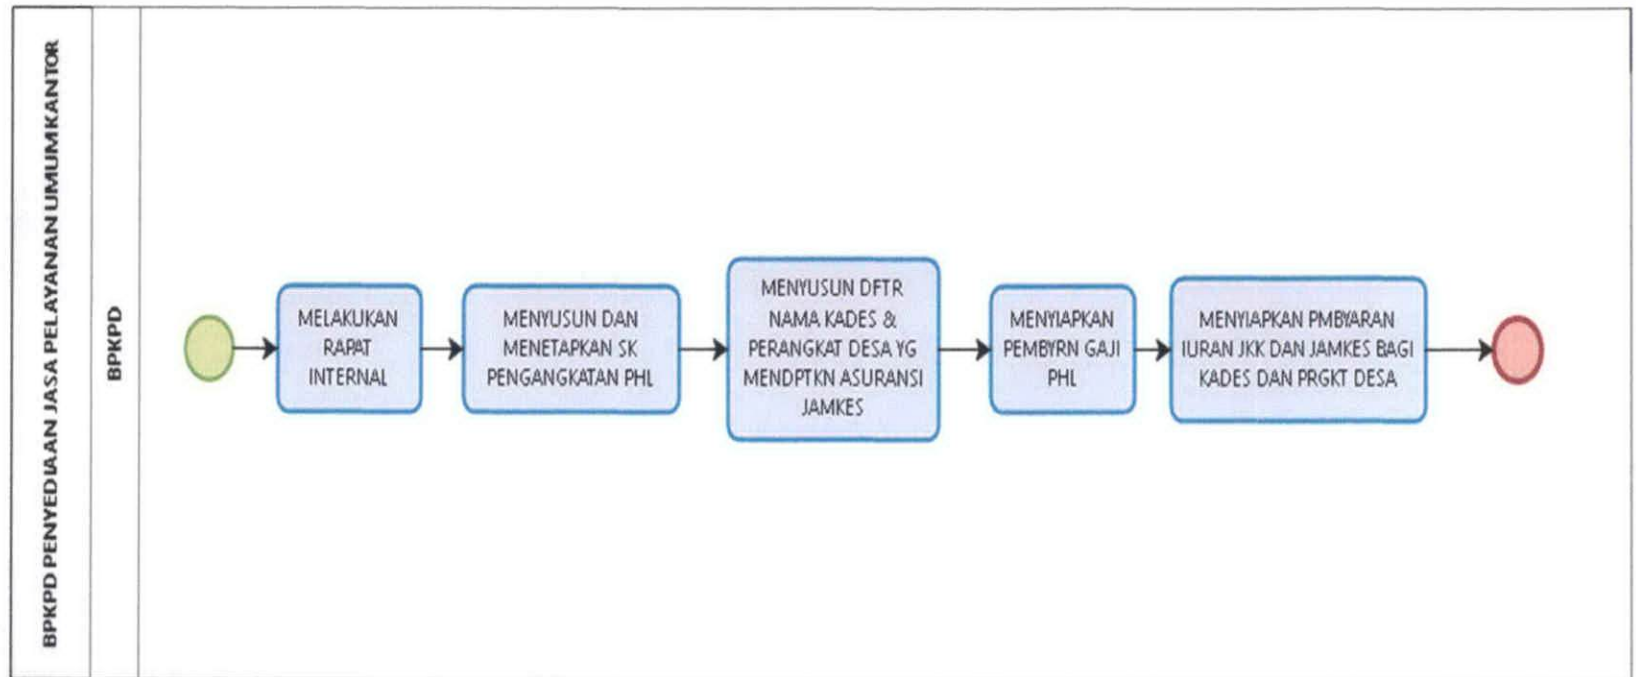 BPKPD PENYEDIAAN JASA PELAYANAN UMUM KANTOR
BPKPD
MELAKUKAN
RAPAT
INTERNAL
MENYUSUN DAN
MENETAPKAN SK
PENGANGKATAN PHL
MENYUSUN DFTR
NAMA KADES &
PERANGKAT DESA YG
MENDPTKN ASURANSI
JAMKES
MENYIAPKAN
PEMBYRN GAJI
PHL
MENYIAPKAN PMBYARAN
IURAN JKK DAN JAMKES BAGI
KADES DAN PRGKT DESA